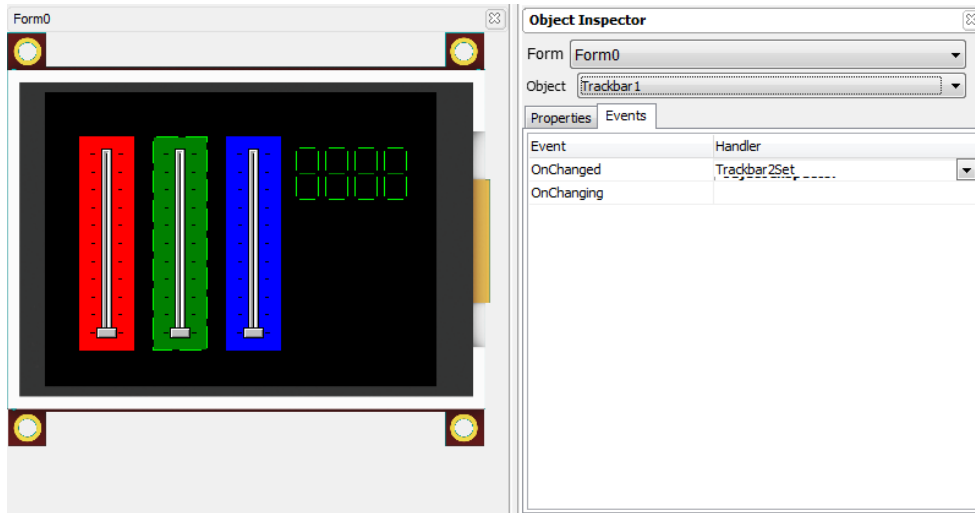 Form0
Object Inspector
Form Form0
Object Trackbar1
Properties Events
Event Handler
OnChanged Trackbar2Set
OnChanging